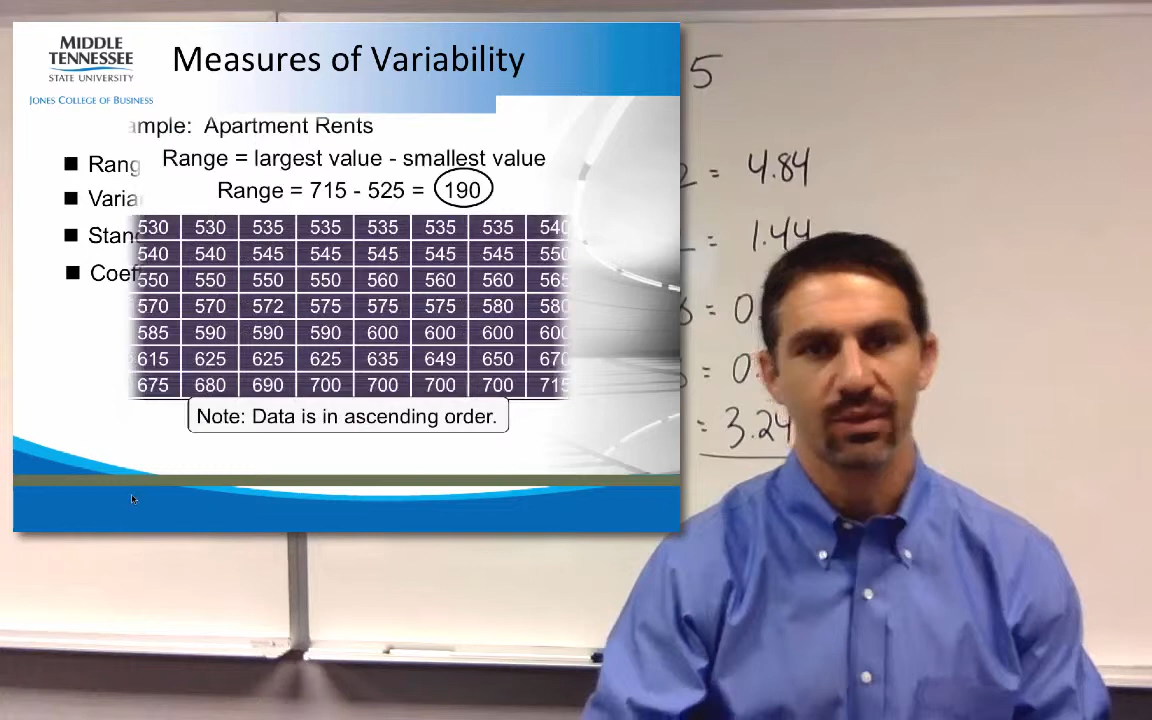 MIDDLE
TENNESSEE
STATE UNIVERSITY
JONES COLLEGE OF BUSINESS
Measures of Variability
ample: Apartment Rents
■ Rang
Range = largest value - smallest value
■ Varia
Range = 715 - 525 = 190
■ Stand
■ Coef
530 530 535 535 535 535 535 540
540 540 545 545 545 545 545 550
550 550 550 550 560 560 560 565
570 570 572 575 575 575 580 580
585 590 590 590 600 600 600 600
615 625 625 625 635 649 650 670
675 680 690 700 700 700 700 715
Note: Data is in ascending order.
5
2 = 4.84
= 1.44
= 0.
= 0.
= 3.24